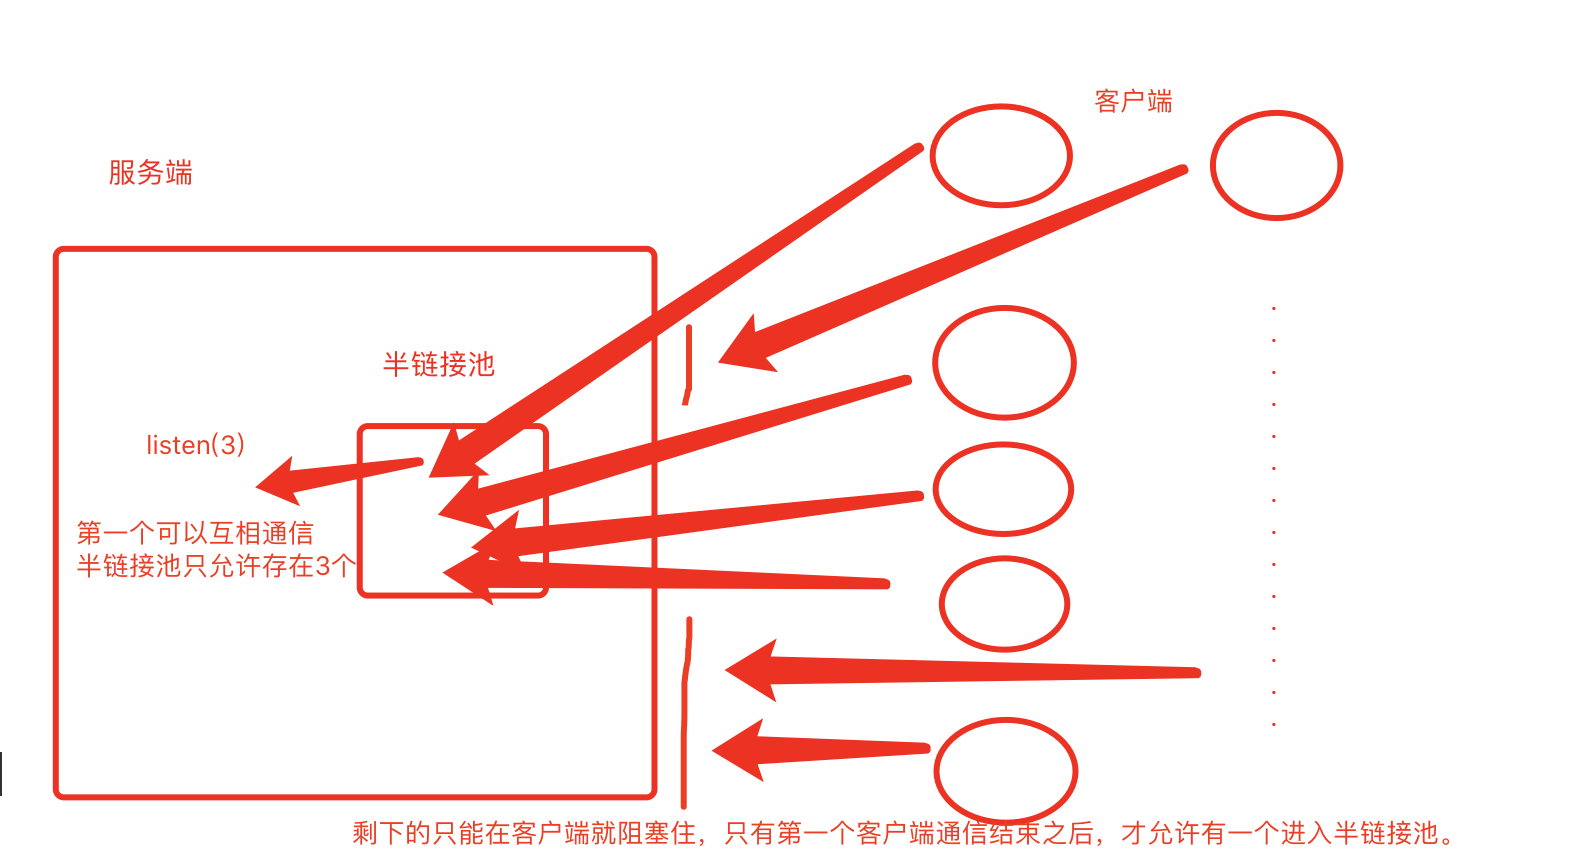 客户端
服务端
半链接池
listen(3)
第一个可以互相通信
半链接池只允许存在3个
剩下的只能在客户端就阻塞住，只有第一个客户端通信结束之后，才允许有一个进入半链接池。